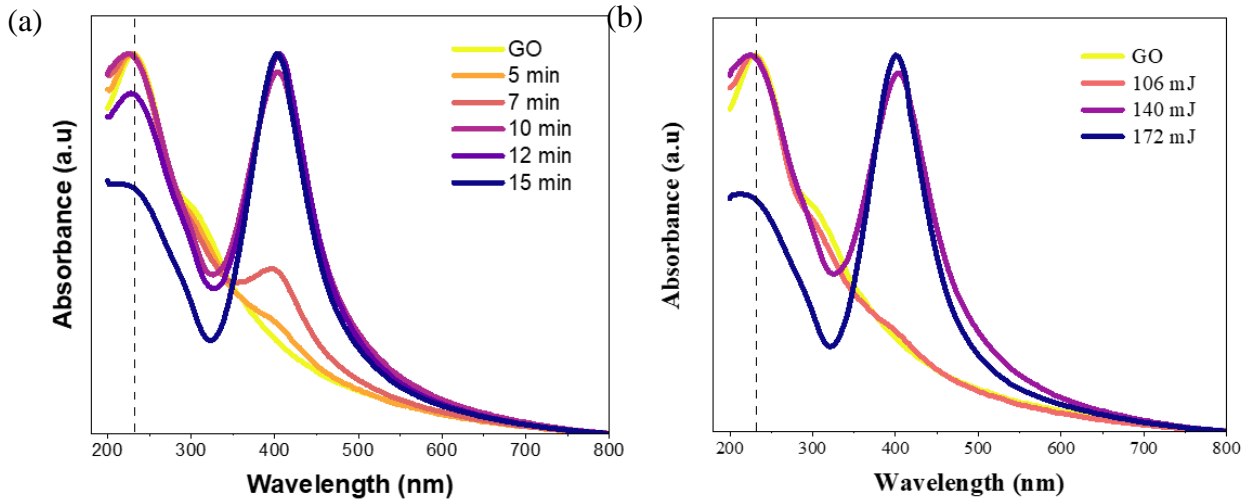 (a)
GO
5 min
7 min
10 min
12 min
15 min
Absorbance (a.u)
200 300 400 500 600 700 800
Wavelength (nm)
(b)
GO
106 mJ
140 mJ
172 mJ
Absorbance (a.u)
200 300 400 500 600 700 800
Wavelength (nm)